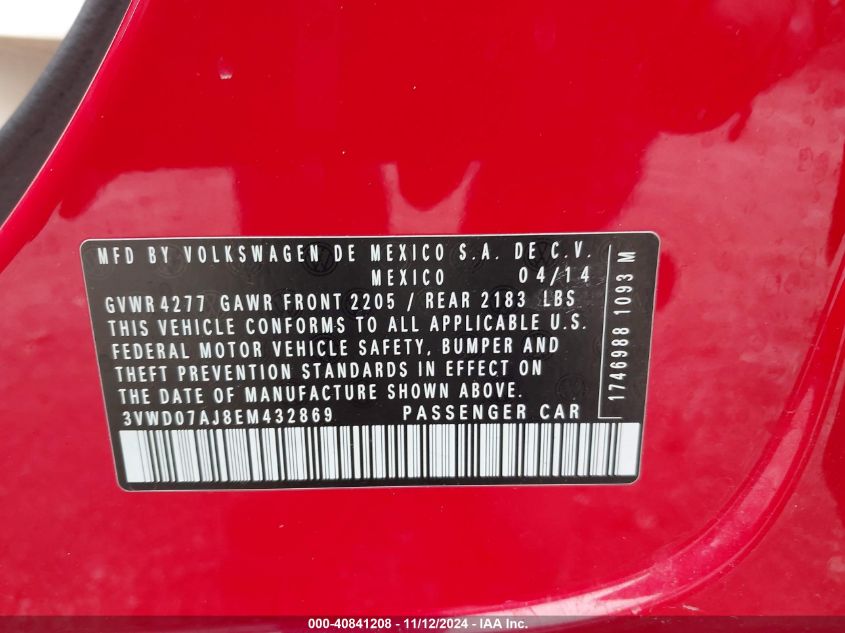 MFD BY VOLKSWAGEN DE MEXICO S.A. DE C.V.
MEXICO 04/14
GVWR 4277 GAWR FRONT 2205 / REAR 2183 LBS
THIS VEHICLE CONFORMS TO ALL APPLICABLE U.S.
FEDERAL MOTOR VEHICLE SAFETY, BUMPER AND
THEFT PREVENTION STANDARDS IN EFFECT ON
THE DATE OF MANUFACTURE SHOWN ABOVE.
3VWD07AJ8EM432869 PASSENGER CAR
1746988 1093 M
000-40841208 - 11/12/2024 - IAA Inc.